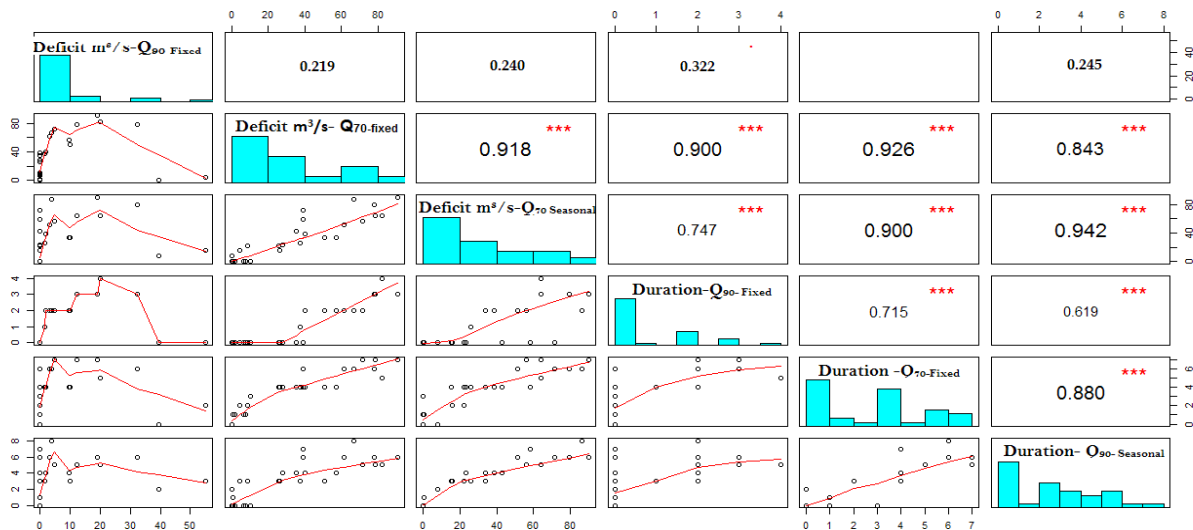 0 20 40 60 80
0 1 2 3 4
0 2 4 6 8
Deficit m³/s-Q90 Fixed
0.219
0.240
0.322
0.245
0 20 40
Deficit m³/s- Q70-fixed
0.918 ***
0.900 ***
0.926 ***
0.843 ***
0 40 80
Deficit m³/s-Q70 Seasonal
0.747 ***
0.900 ***
0.942 ***
0 40 80
Duration-Q90- Fixed
0.715 ***
0.619 ***
0 1 2 3 4
Duration -Q70-Fixed
0.880 ***
0 2 4 6
Duration- Q90-Seasonal
0 2 4 6 8
0 10 20 30 40 50
0 20 40 60 80
0 1 2 3 4 5 6 7